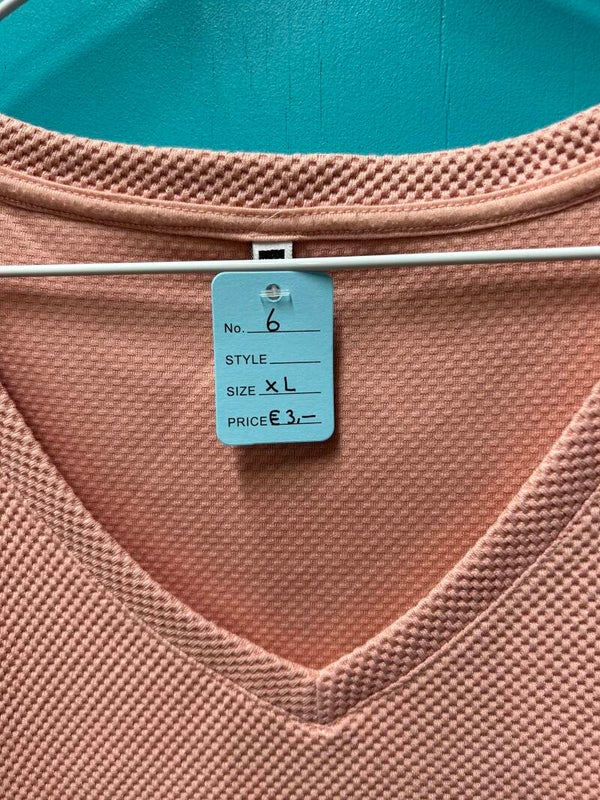 No. 6
STYLE
SIZE XL
PRICE € 3,-